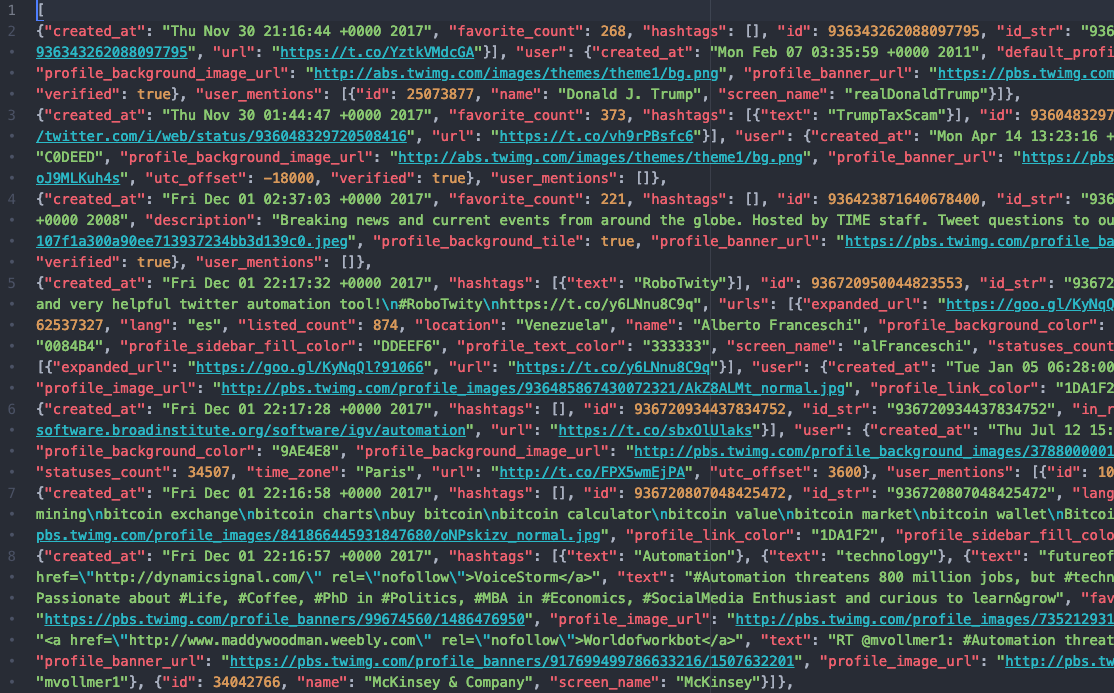 1 [
2 {"created_at": "Thu Nov 30 21:16:44 +0000 2017", "favorite_count": 268, "hashtags": [], "id": 936343262088097795, "id_str": "936
936343262088097795", "url": "https://t.co/YztkVMdcGA"}], "user": {"created_at": "Mon Feb 07 03:35:59 +0000 2011", "default_profi
"profile_background_image_url": "http://abs.twimg.com/images/themes/theme1/bg.png", "profile_banner_url": "https://pbs.twimg.com
"verified": true}, "user_mentions": [{"id": 25073877, "name": "Donald J. Trump", "screen_name": "realDonaldTrump"}]},
3 {"created_at": "Thu Nov 30 01:44:47 +0000 2017", "favorite_count": 373, "hashtags": [{"text": "TrumpTaxScam"}], "id": 9360483297
/twitter.com/i/web/status/936048329720508416", "url": "https://t.co/vh9rPBsfc6"}], "user": {"created_at": "Mon Apr 14 13:23:16 +
"C0DEED", "profile_background_image_url": "http://abs.twimg.com/images/themes/theme1/bg.png", "profile_banner_url": "https://pbs
oJ9MLKuh4s", "utc_offset": -18000, "verified": true}, "user_mentions": []},
4 {"created_at": "Fri Dec 01 02:37:03 +0000 2017", "favorite_count": 221, "hashtags": [], "id": 936423871640678400, "id_str": "936
+0000 2008", "description": "Breaking news and current events from around the globe. Hosted by TIME staff. Tweet questions to ou
107f1a300a90ee713937234bb3d139c0.jpeg", "profile_background_tile": true, "profile_banner_url": "https://pbs.twimg.com/profile_ba
"verified": true}, "user_mentions": []},
5 {"created_at": "Fri Dec 01 22:17:32 +0000 2017", "hashtags": [{"text": "RoboTwity"}], "id": 936720950044823553, "id_str": "93672
and very helpful twitter automation tool!\n#RoboTwity\nhttps://t.co/y6LNnu8C9q", "urls": [{"expanded_url": "https://goo.gl/KyNqQ
62537327, "lang": "es", "listed_count": 874, "location": "Venezuela", "name": "Alberto Franceschi", "profile_background_color":
"0084B4", "profile_sidebar_fill_color": "DDEEF6", "profile_text_color": "333333", "screen_name": "alFranceschi", "statuses_count
[{"expanded_url": "https://goo.gl/KyNqQl?91066", "url": "https://t.co/y6LNnu8C9q"}], "user": {"created_at": "Tue Jan 05 06:28:00
"profile_image_url": "http://pbs.twimg.com/profile_images/936485867430072321/AkZ8ALMt_normal.jpg", "profile_link_color": "1DA1F2
6 {"created_at": "Fri Dec 01 22:17:28 +0000 2017", "hashtags": [], "id": 936720934437834752, "id_str": "936720934437834752", "in_r
software.broadinstitute.org/software/igv/automation", "url": "https://t.co/sbxOlUlaks"}], "user": {"created_at": "Thu Jul 12 15:
"profile_background_color": "9AE4E8", "profile_background_image_url": "http://pbs.twimg.com/profile_background_images/3788000001
"statuses_count": 34507, "time_zone": "Paris", "url": "http://t.co/FPX5wmEjPA", "utc_offset": 3600}, "user_mentions": [{"id": 10
7 {"created_at": "Fri Dec 01 22:16:58 +0000 2017", "hashtags": [], "id": 936720807048425472, "id_str": "936720807048425472", "lang
mining\nbitcoin exchange\nbitcoin charts\nbuy bitcoin\nbitcoin calculator\nbitcoin value\nbitcoin market\nbitcoin wallet\nBitcoi
pbs.twimg.com/profile_images/841866445931847680/oNPskizv_normal.jpg", "profile_link_color": "1DA1F2", "profile_sidebar_fill_colo
8 {"created_at": "Fri Dec 01 22:16:57 +0000 2017", "hashtags": [{"text": "Automation"}, {"text": "technology"}, {"text": "futureof
href=\"http://dynamicsignal.com/\" rel=\"nofollow\">VoiceStorm</a>", "text": "#Automation threatens 800 million jobs, but #techn
Passionate about #Life, #Coffee, #PhD in #Politics, #MBA in #Economics, #SocialMedia Enthusiast and curious to learn&grow", "fav
"https://pbs.twimg.com/profile_banners/99674560/1486476950", "profile_image_url": "http://pbs.twimg.com/profile_images/735212931
"<a href=\"http://www.maddywoodman.weebly.com\" rel=\"nofollow\">Worldofworkbot</a>", "text": "RT @mvollmer1: #Automation threat
"profile_banner_url": "https://pbs.twimg.com/profile_banners/917699499786633216/1507632201", "profile_image_url": "http://pbs.tw
"mvollmer1"}, {"id": 34042766, "name": "McKinsey & Company", "screen_name": "McKinsey"}]},